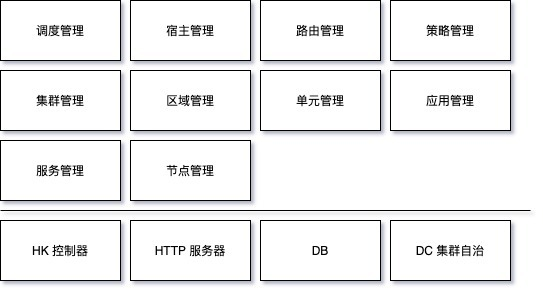 调度管理 宿主管理 路由管理 策略管理
集群管理 区域管理 单元管理 应用管理
服务管理 节点管理
HK 控制器 HTTP 服务器 DB DC 集群自治